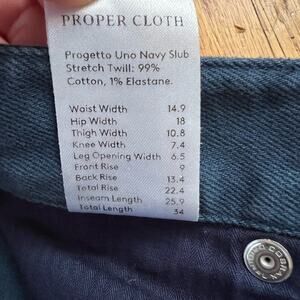 PROPER CLOTH
Progetto Uno Navy Slub
Stretch Twill: 99%
Cotton, 1% Elastane.
Waist Width 14.9
Hip Width 18
Thigh Width 10.8
Knee Width 7.4
Leg Opening Width 6.5
Front Rise 9
Back Rise 13.4
Total Rise 22.4
Inseam Length 25.9
Total Length 34